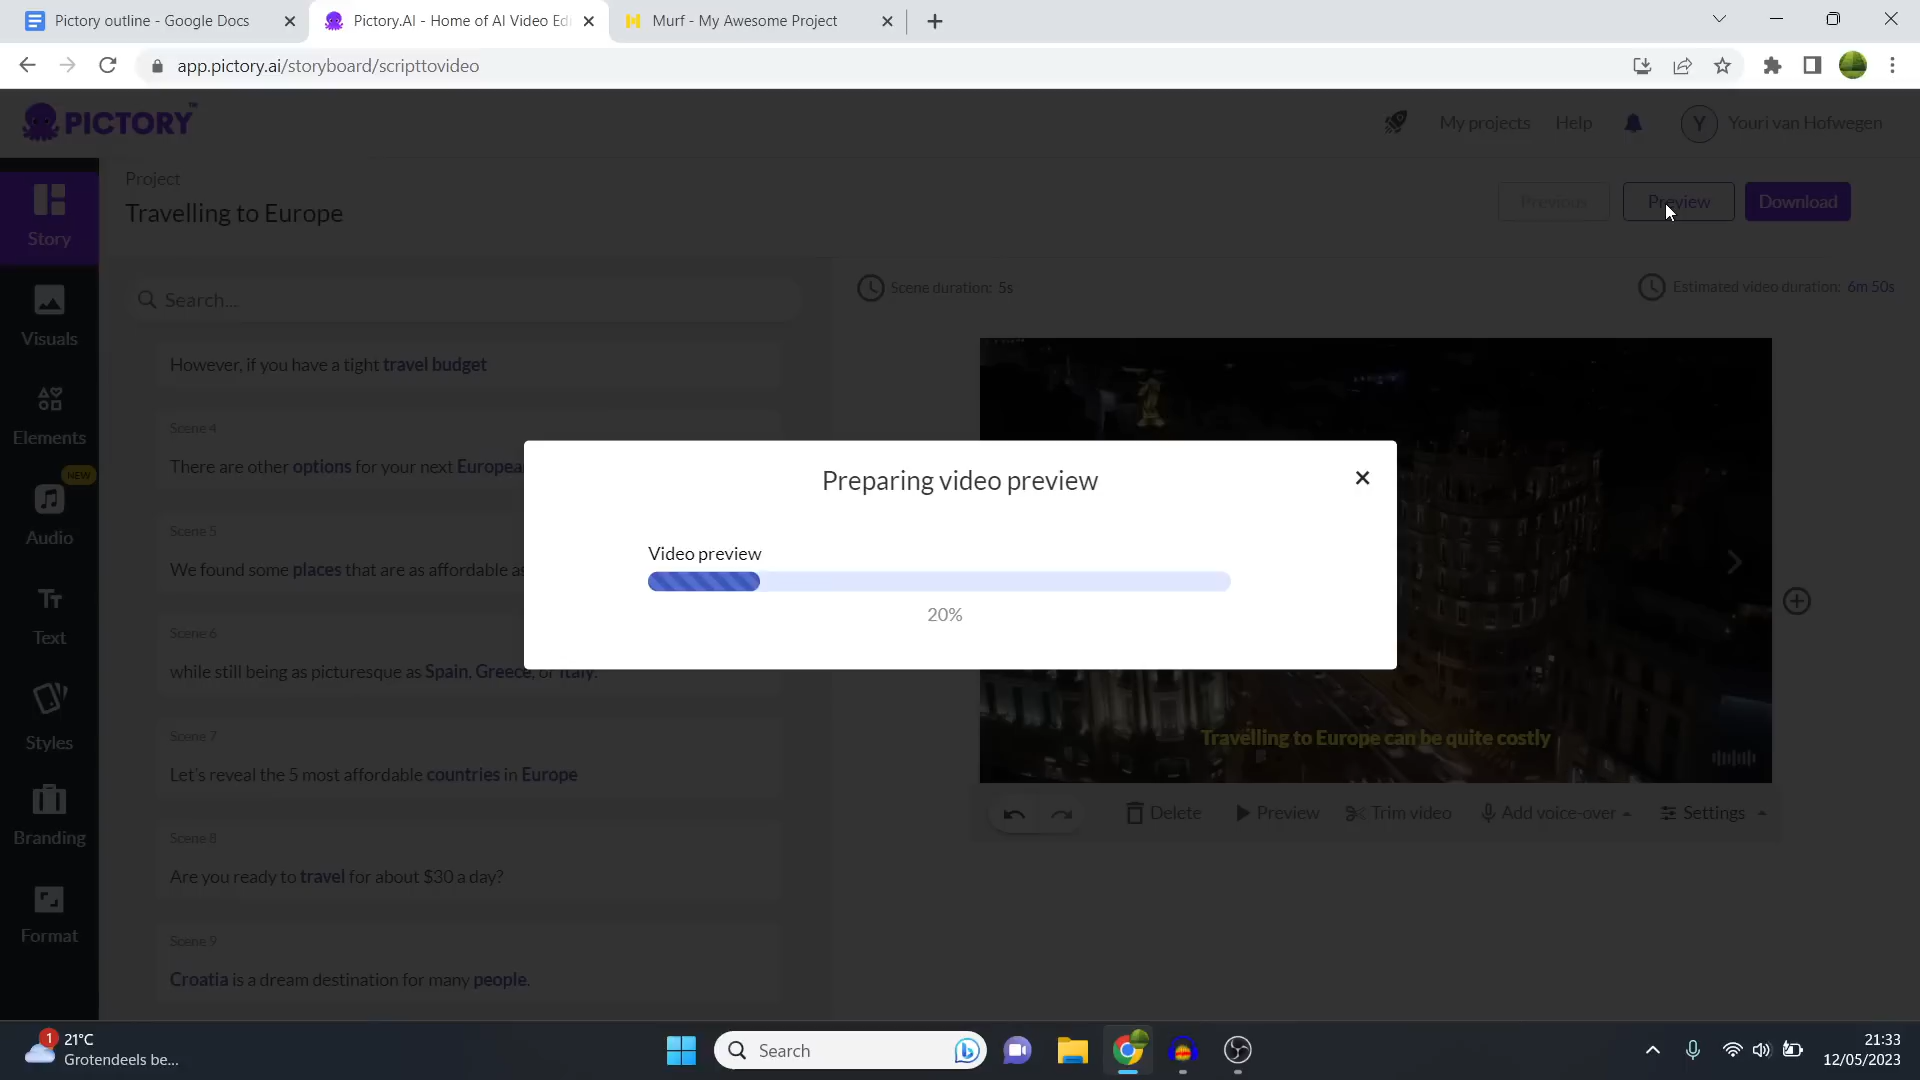 Pictory outline - Google Docs
Pictory.AI - Home of AI Video Edi
Murf - My Awesome Project
app.pictory.ai/storyboard/scripttovideo
PICTORY™
My projects
Help
Y
Youri van Hofwegen
Story
Visuals
Elements
NEW
Audio
Text
Styles
Branding
Format
Project
Travelling to Europe
Previous
Preview
Download
Search...
Scene duration: 5s
Estimated video duration: 6m 50s
However, if you have a tight travel budget
Scene 4
There are other options for your next Europea
Scene 5
We found some places that are as affordable as
Scene 6
while still being as picturesque as Spain, Greece, or Italy.
Scene 7
Let's reveal the 5 most affordable countries in Europe
Scene 8
Are you ready to travel for about $30 a day?
Scene 9
Croatia is a dream destination for many people.
Preparing video preview
Video preview
20%
Travelling to Europe can be quite costly
Delete
Preview
Trim video
Add voice-over
Settings
1
21°C
Grotendeels be...
Search
21:33
12/05/2023